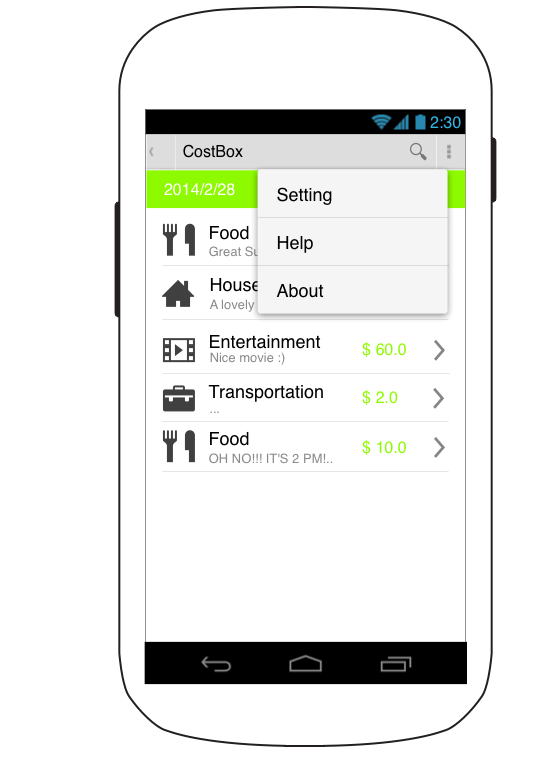 2:30
CostBox
2014/2/28
Setting
Food
Great
Help
House
A lovely
About
Entertainment
$ 60.0
Nice movie :)
Transportation
$ 2.0
...
Food
$ 10.0
OH NO!!! IT'S 2 PM!..